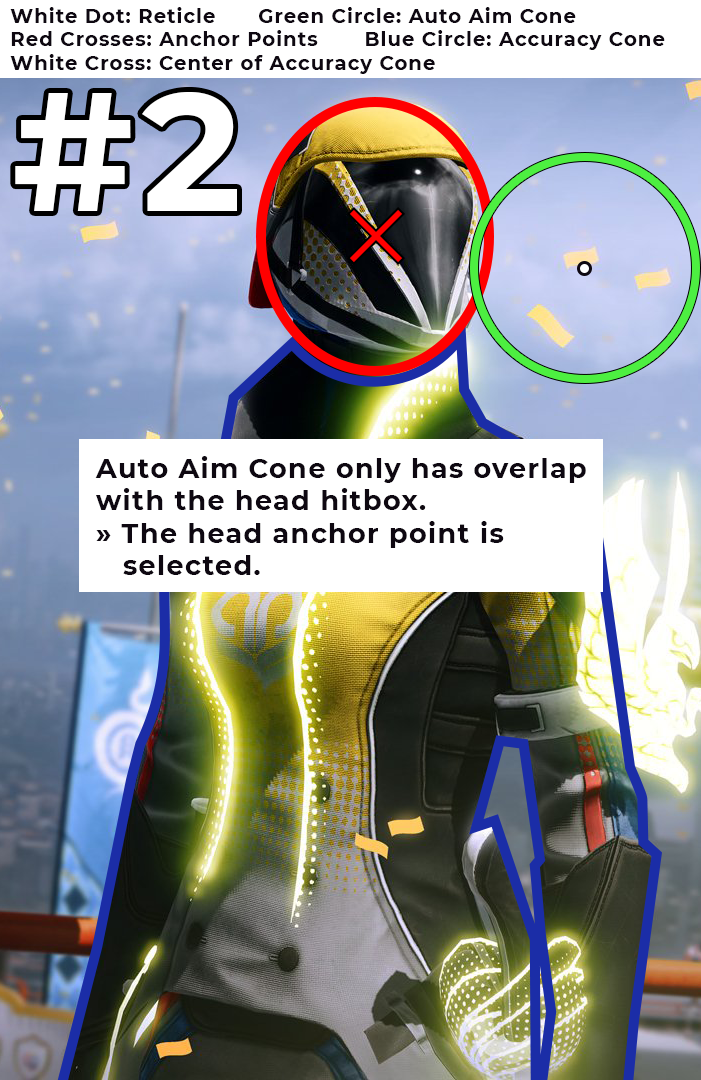 White Dot: Reticle Green Circle: Auto Aim Cone
Red Crosses: Anchor Points Blue Circle: Accuracy Cone
White Cross: Center of Accuracy Cone
#2
Auto Aim Cone only has overlap
with the head hitbox.
» The head anchor point is
selected.